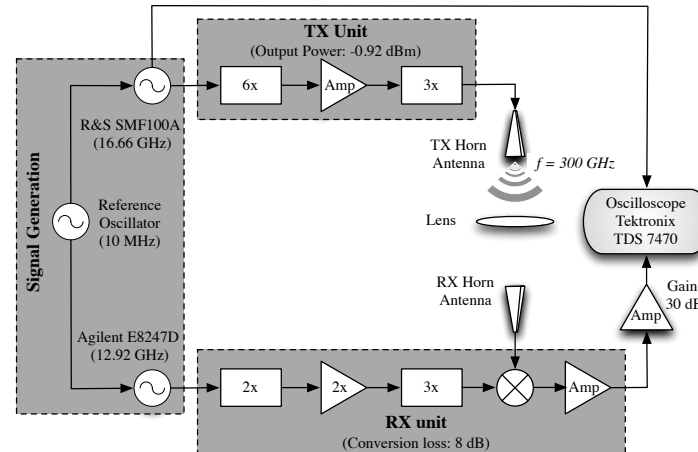 TX Unit
(Output Power: -0.92 dBm)
6x
Amp
3x
R&S SMF100A
(16.66 GHz)
TX Horn
Antenna
f = 300 GHz
Signal Generation
Reference
Oscillator
(10 MHz)
Lens
Oscilloscope
Tektronix
TDS 7470
RX Horn
Antenna
Gain
30 dB
Amp
Agilent E8247D
(12.92 GHz)
2x
2x
3x
Amp
RX unit
(Conversion loss: 8 dB)